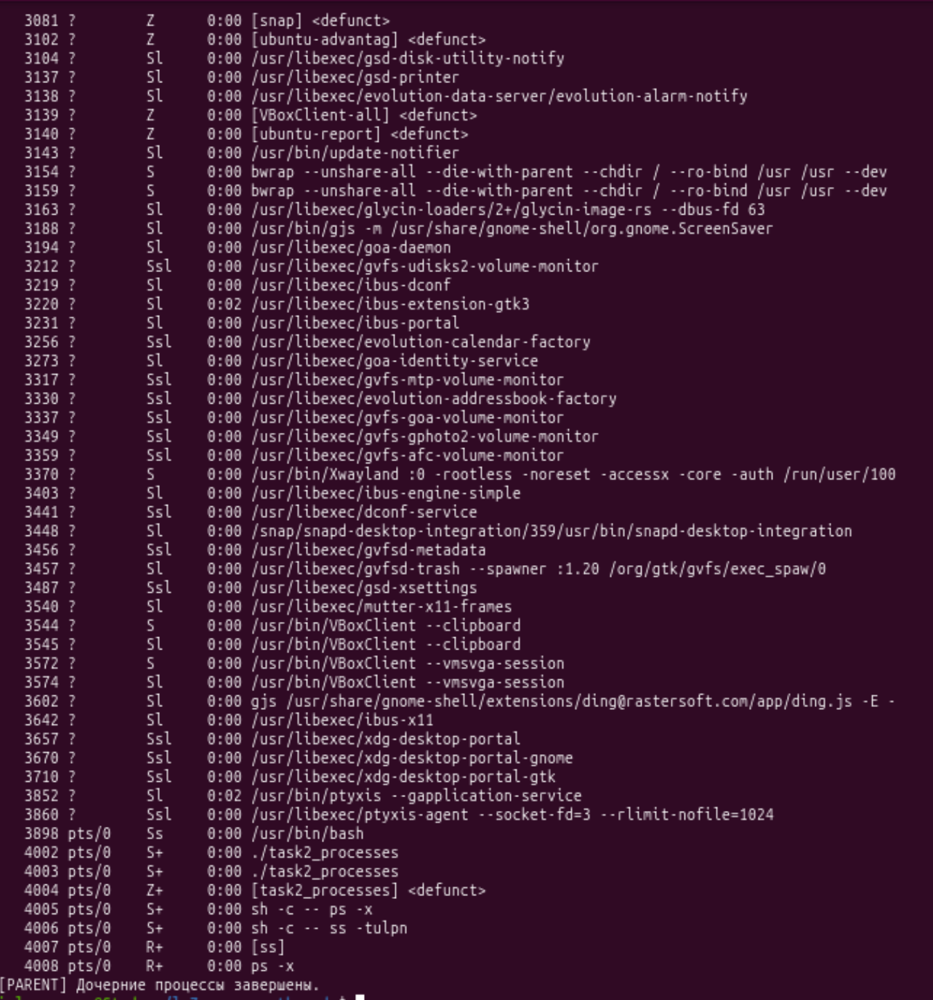 3081 ?        Z      0:00 [snap] <defunct>
3102 ?        Z      0:00 [ubuntu-advantag] <defunct>
3104 ?        Sl     0:00 /usr/libexec/gsd-disk-utility-notify
3137 ?        Sl     0:00 /usr/libexec/gsd-printer
3138 ?        Sl     0:00 /usr/libexec/evolution-data-server/evolution-alarm-notify
3139 ?        Z      0:00 [VBoxClient-all] <defunct>
3140 ?        Z      0:00 [ubuntu-report] <defunct>
3143 ?        Sl     0:00 /usr/bin/update-notifier
3154 ?        S      0:00 bwrap --unshare-all --die-with-parent --chdir / --ro-bind /usr /usr --dev
3159 ?        S      0:00 bwrap --unshare-all --die-with-parent --chdir / --ro-bind /usr /usr --dev
3163 ?        Sl     0:00 /usr/libexec/glycin-loaders/2+/glycin-image-rs --dbus-fd 63
3188 ?        Sl     0:00 /usr/bin/gjs -m /usr/share/gnome-shell/org.gnome.ScreenSaver
3194 ?        Sl     0:00 /usr/libexec/goa-daemon
3212 ?        Ssl    0:00 /usr/libexec/gvfs-udisks2-volume-monitor
3219 ?        Sl     0:00 /usr/libexec/ibus-dconf
3220 ?        Sl     0:02 /usr/libexec/ibus-extension-gtk3
3231 ?        Sl     0:00 /usr/libexec/ibus-portal
3256 ?        Ssl    0:00 /usr/libexec/evolution-calendar-factory
3273 ?        Sl     0:00 /usr/libexec/goa-identity-service
3317 ?        Ssl    0:00 /usr/libexec/gvfs-mtp-volume-monitor
3330 ?        Ssl    0:00 /usr/libexec/evolution-addressbook-factory
3337 ?        Ssl    0:00 /usr/libexec/gvfs-goa-volume-monitor
3349 ?        Ssl    0:00 /usr/libexec/gvfs-gphoto2-volume-monitor
3359 ?        Ssl    0:00 /usr/libexec/gvfs-afc-volume-monitor
3370 ?        S      0:00 /usr/bin/Xwayland :0 -rootless -noreset -accessx -core -auth /run/user/100
3403 ?        Sl     0:00 /usr/libexec/ibus-engine-simple
3441 ?        Ssl    0:00 /usr/libexec/dconf-service
3448 ?        Sl     0:00 /snap/snapd-desktop-integration/359/usr/bin/snapd-desktop-integration
3456 ?        Ssl    0:00 /usr/libexec/gvfsd-metadata
3457 ?        Sl     0:00 /usr/libexec/gvfsd-trash --spawner :1.20 /org/gtk/gvfs/exec_spaw/0
3487 ?        Ssl    0:00 /usr/libexec/gsd-xsettings
3540 ?        Sl     0:00 /usr/libexec/mutter-x11-frames
3544 ?        S      0:00 /usr/bin/VBoxClient --clipboard
3545 ?        Sl     0:00 /usr/bin/VBoxClient --clipboard
3572 ?        S      0:00 /usr/bin/VBoxClient --vmsvga-session
3574 ?        Sl     0:00 /usr/bin/VBoxClient --vmsvga-session
3602 ?        Sl     0:00 gjs /usr/share/gnome-shell/extensions/ding@rastersoft.com/app/ding.js -E -
3642 ?        Sl     0:00 /usr/libexec/ibus-x11
3657 ?        Ssl    0:00 /usr/libexec/xdg-desktop-portal
3670 ?        Ssl    0:00 /usr/libexec/xdg-desktop-portal-gnome
3710 ?        Ssl    0:00 /usr/libexec/xdg-desktop-portal-gtk
3852 ?        Sl     0:02 /usr/bin/ptyxis --gapplication-service
3860 ?        Ssl    0:00 /usr/libexec/ptyxis-agent --socket-fd=3 --rlimit-nofile=1024
3898 pts/0    Ss     0:00 /usr/bin/bash
4002 pts/0    S+     0:00 ./task2_processes
4003 pts/0    S+     0:00 ./task2_processes
4004 pts/0    Z+     0:00 [task2_processes] <defunct>
4005 pts/0    S+     0:00 sh -c -- ps -x
4006 pts/0    S+     0:00 sh -c -- ss -tulpn
4007 pts/0    R+     0:00 [ss]
4008 pts/0    R+     0:00 ps -x
[PARENT] Дочерние процессы завершены.